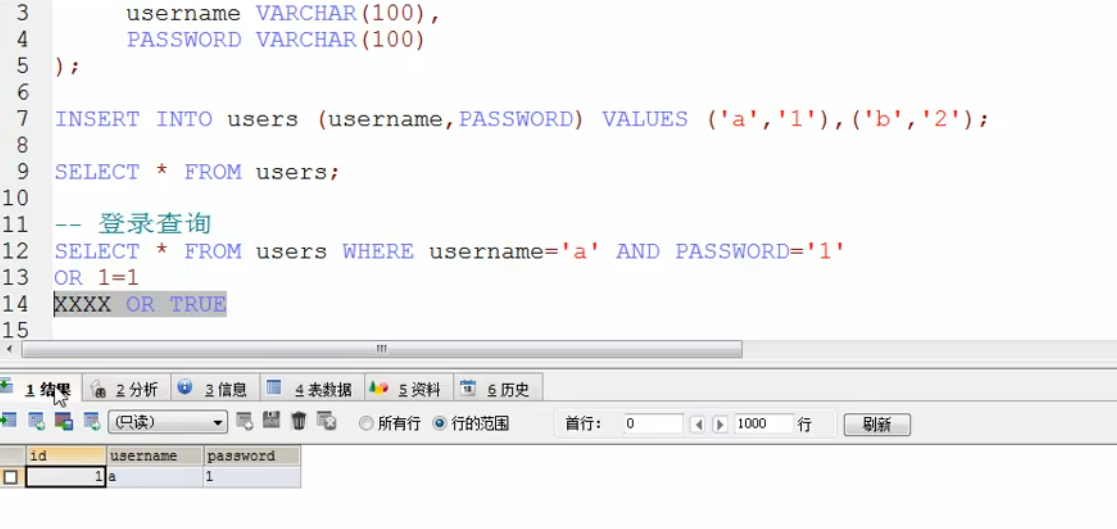 3 username VARCHAR(100),
4 PASSWORD VARCHAR(100)
5 );
6
7 INSERT INTO users (username,PASSWORD) VALUES ('a','1'),('b','2');
8
9 SELECT * FROM users;
10
11 -- 登录查询
12 SELECT * FROM users WHERE username='a' AND PASSWORD='1'
13 OR 1=1
14 XXXX OR TRUE
15
1 结果 2 分析 3 信息 4 表数据 5 资料 6 历史
(只读) 所有行 行的范围 首行: 0 1000 行 刷新
id username password
1 a 1